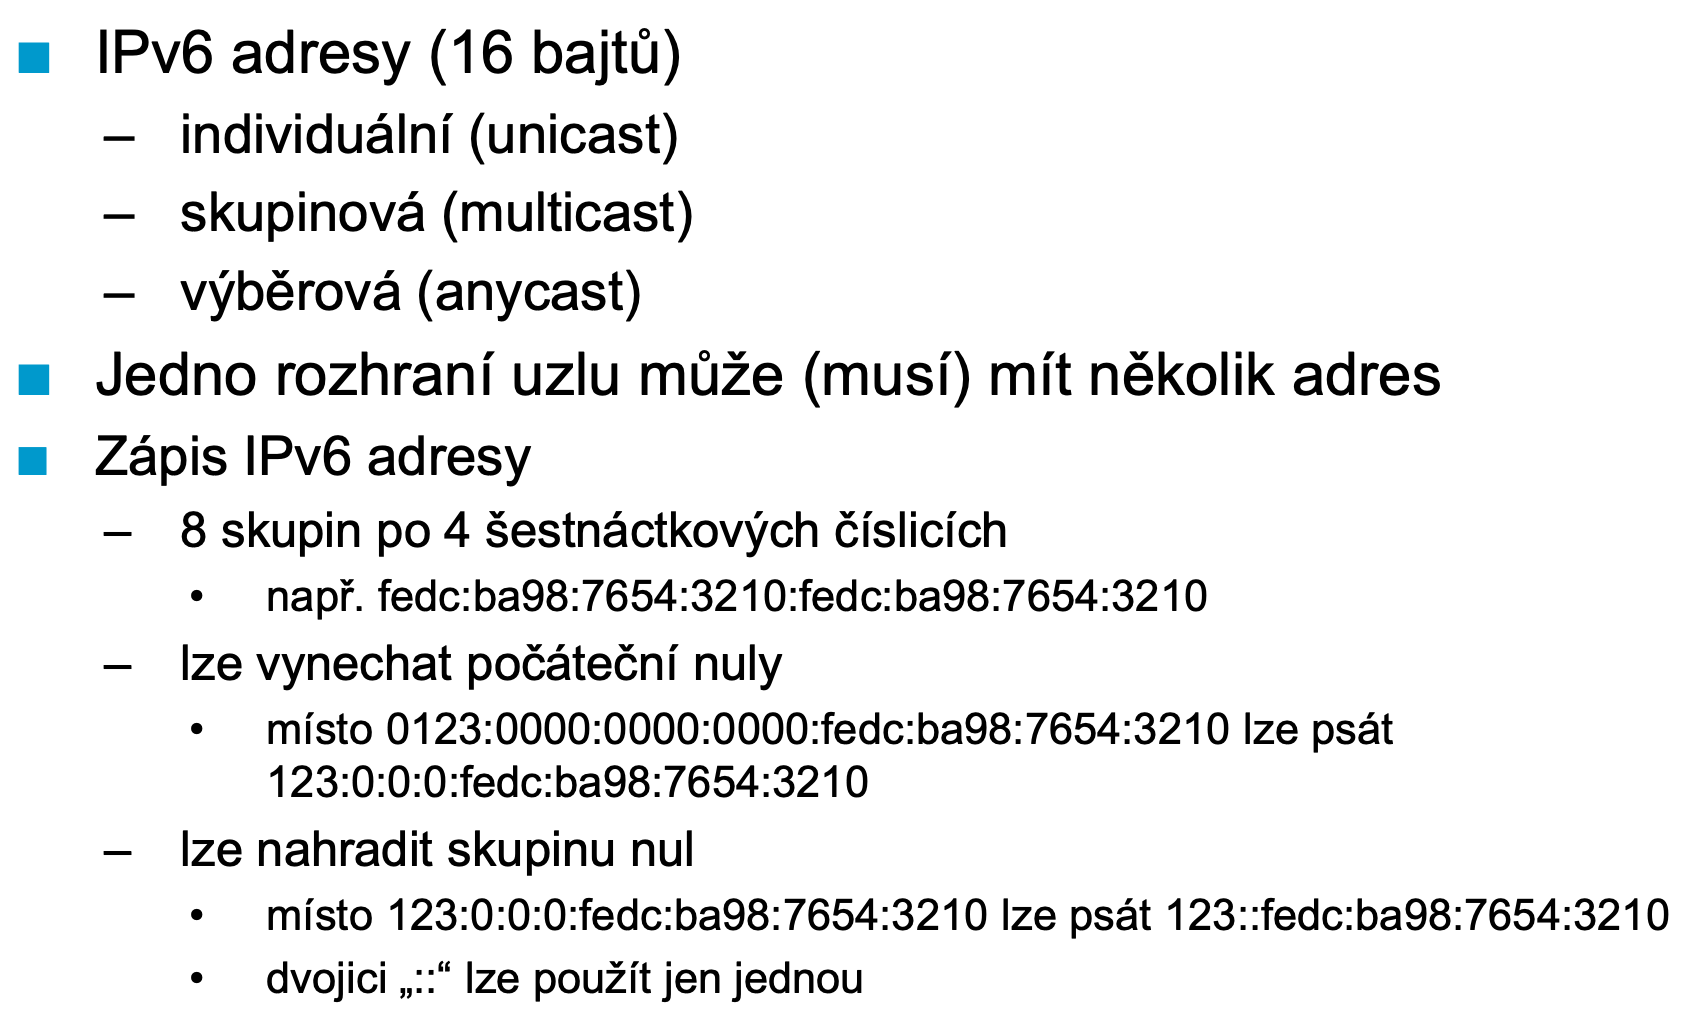 ■ IPv6 adresy (16 bajtů)
– individuální (unicast)
– skupinová (multicast)
– výběrová (anycast)
■ Jedno rozhraní uzlu může (musí) mít několik adres
■ Zápis IPv6 adresy
– 8 skupin po 4 šestnáctkových číslicích
• např. fedc:ba98:7654:3210:fedc:ba98:7654:3210
– lze vynechat počáteční nuly
• místo 0123:0000:0000:0000:fedc:ba98:7654:3210 lze psát
123:0:0:0:fedc:ba98:7654:3210
– lze nahradit skupinu nul
• místo 123:0:0:0:fedc:ba98:7654:3210 lze psát 123::fedc:ba98:7654:3210
• dvojici „::“ lze použít jen jednou